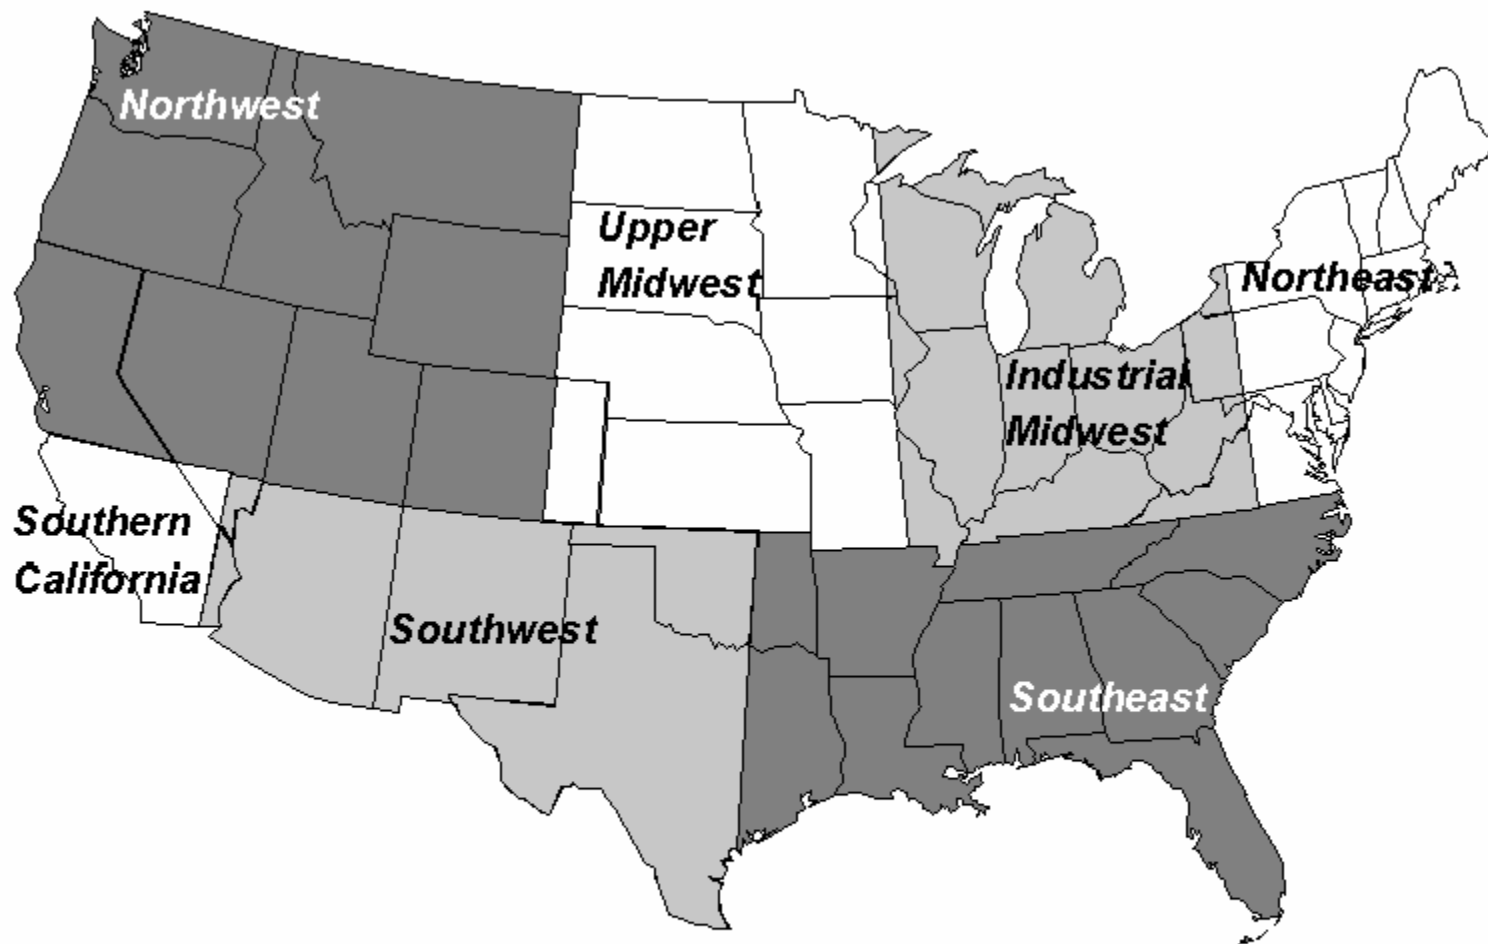 Northwest
Upper
Midwest
Northeast
Industrial
Midwest
Southern
California
Southwest
Southeast